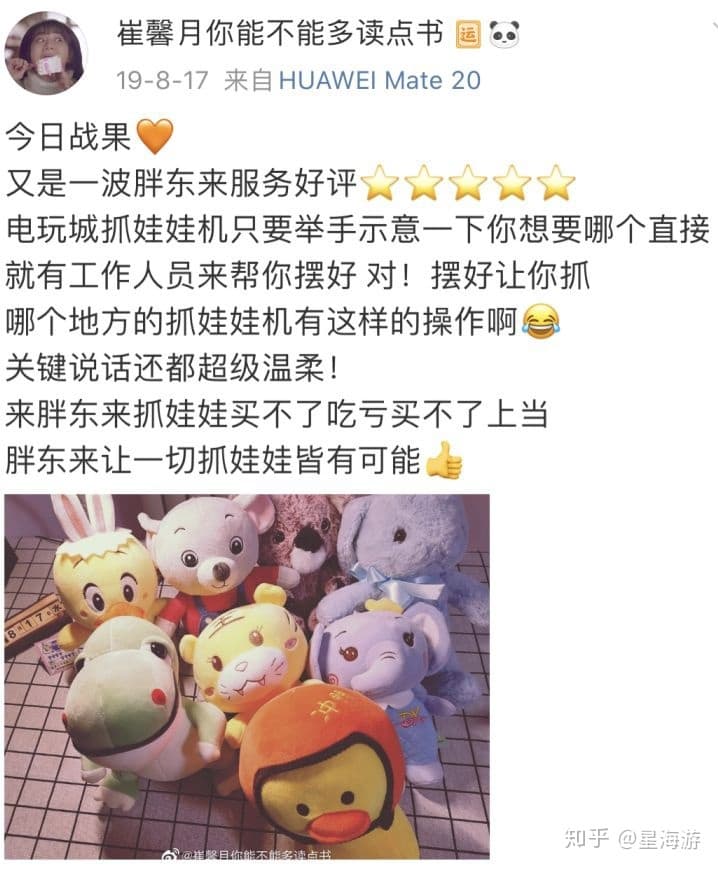 崔馨月你能不能多读点书 运
19-8-17 来自 HUAWEI Mate 20
今日战果🧡
又是一波胖东来服务好评⭐⭐⭐⭐⭐
电玩城抓娃娃机只要举手示意一下你想要哪个直接
就有工作人员来帮你摆好 对！摆好让你抓
哪个地方的抓娃娃机有这样的操作啊😂
关键说话还都超级温柔！
来胖东来抓娃娃买不了吃亏买不了上当
胖东来让一切抓娃娃皆有可能👍
8 17
冲
@崔馨月你能不能多读点书
知乎 @星海游